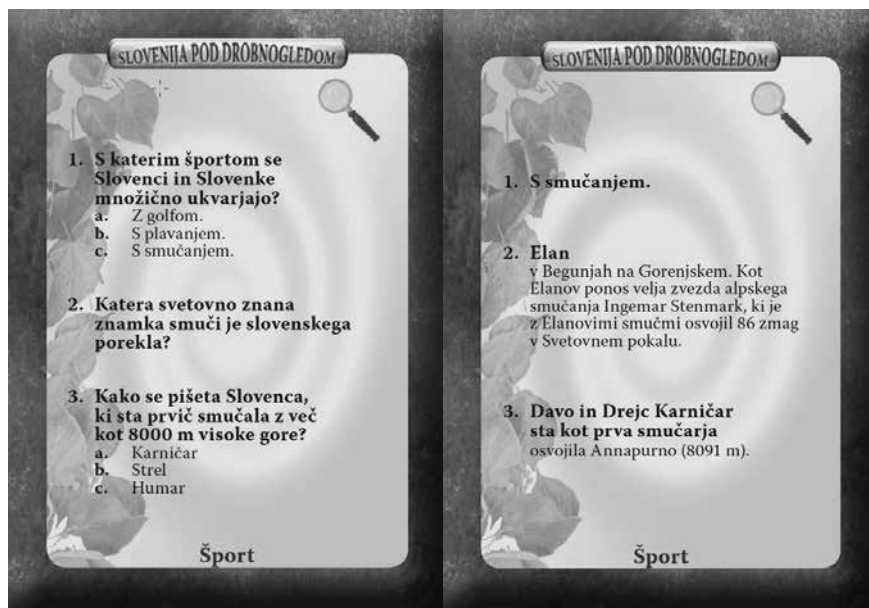 SLOVENIJA POD DROBNOGLEDOM
1. S katerim športom se
Slovenci in Slovenke
množično ukvarjajo?
a. Z golfom.
b. S plavanjem.
c. S smučanjem.
2. Katera svetovno znana
znamka smuči je slovenskega
porekla?
3. Kako se pišeta Slovenca,
ki sta prvič smučala z več
kot 8000 m visoke gore?
a. Karničar
b. Strel
c. Humar
Šport
SLOVENIJA POD DROBNOGLEDOM
1. S smučanjem.
2. Elan
v Begunjah na Gorenjskem. Kot
Elanov ponos velja zvezda alpskega
smučanja Ingemar Stenmark, ki je
z Elanovimi smučmi osvojil 86 zmag
v Svetovnem pokalu.
3. Davo in Drejc Karničar
sta kot prva smučarja
osvojila Annapurno (8091 m).
Šport